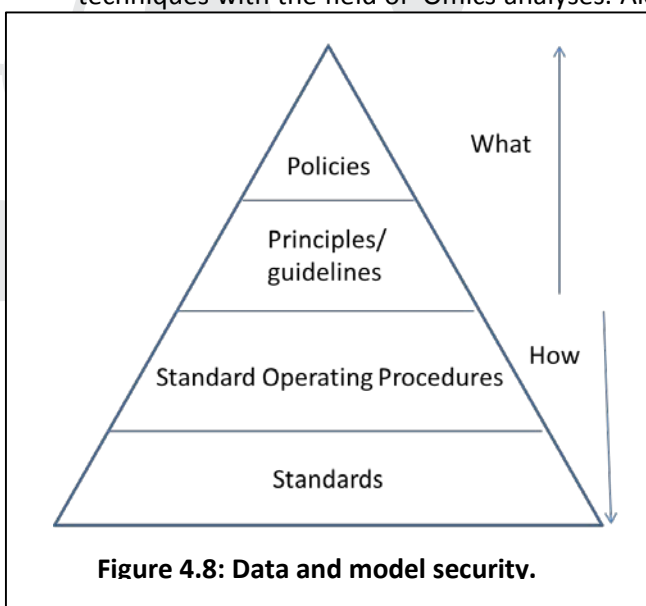 techniques with the field of 'Omics analyses. Al
What
Policies
Principles/
guidelines
How
Standard Operating Procedures
Standards
Figure 4.8: Data and model security.